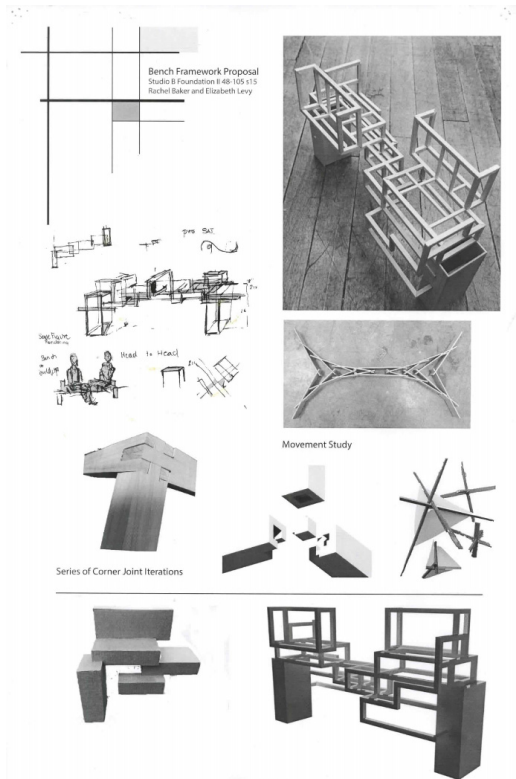 Bench Framework Proposal
Studio B Foundation II 48-105 s15
Rachel Baker and Elizabeth Levy
Head to Head
Movement Study
Series of Corner Joint Iterations